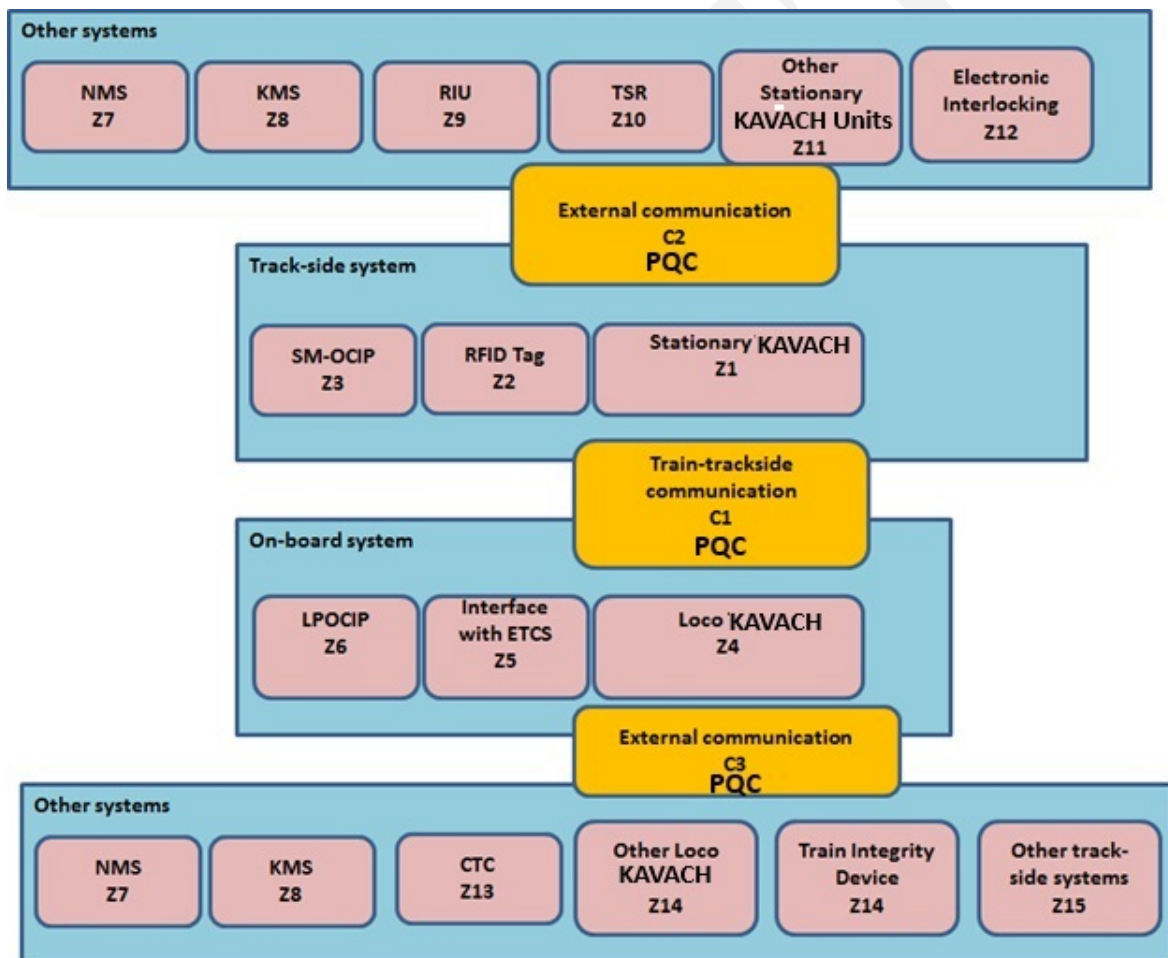 Other systems
NMS
Z7
KMS
Z8
RIU
Z9
TSR
Z10
Other
Stationary
KAVACH Units
Z11
Electronic
Interlocking
Z12
External communication
C2
PQC
Track-side system
SM-OCIP
Z3
RFID Tag
Z2
Stationary KAVACH
Z1
Train-trackside
communication
C1
PQC
On-board system
LPOCIP
Z6
Interface
with ETCS
Z5
Loco KAVACH
Z4
External communication
C3
PQC
Other systems
NMS
Z7
KMS
Z8
CTC
Z13
Other Loco
KAVACH
Z14
Train Integrity
Device
Z14
Other track-
side systems
Z15